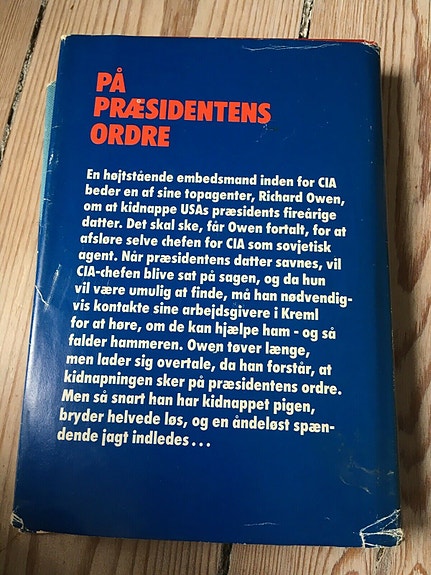 PÅ
PRÆSIDENTENS
ORDRE
En højtstående embedsmand inden for CIA
beder en af sine topagenter, Richard Owen,
om at kidnappe USAs præsidents fireårige
datter. Det skal ske, får Owen fortalt, for at
afsløre selve chefen for CIA som sovjetisk
agent. Når præsidentens datter savnes, vil
CIA-chefen blive sat på sagen, og da hun
vil være umulig at finde, må han nødvendig-
vis kontakte sine arbejdsgivere i Kreml
for at høre, om de kan hjælpe ham - og så
falder hammeren. Owen tøver længe,
men lader sig overtale, da han forstår, at
kidnapningen sker på præsidentens ordre.
Men så snart han har kidnappet pigen,
bryder helvede løs, og en åndeløst spæn-
dende jagt indledes...